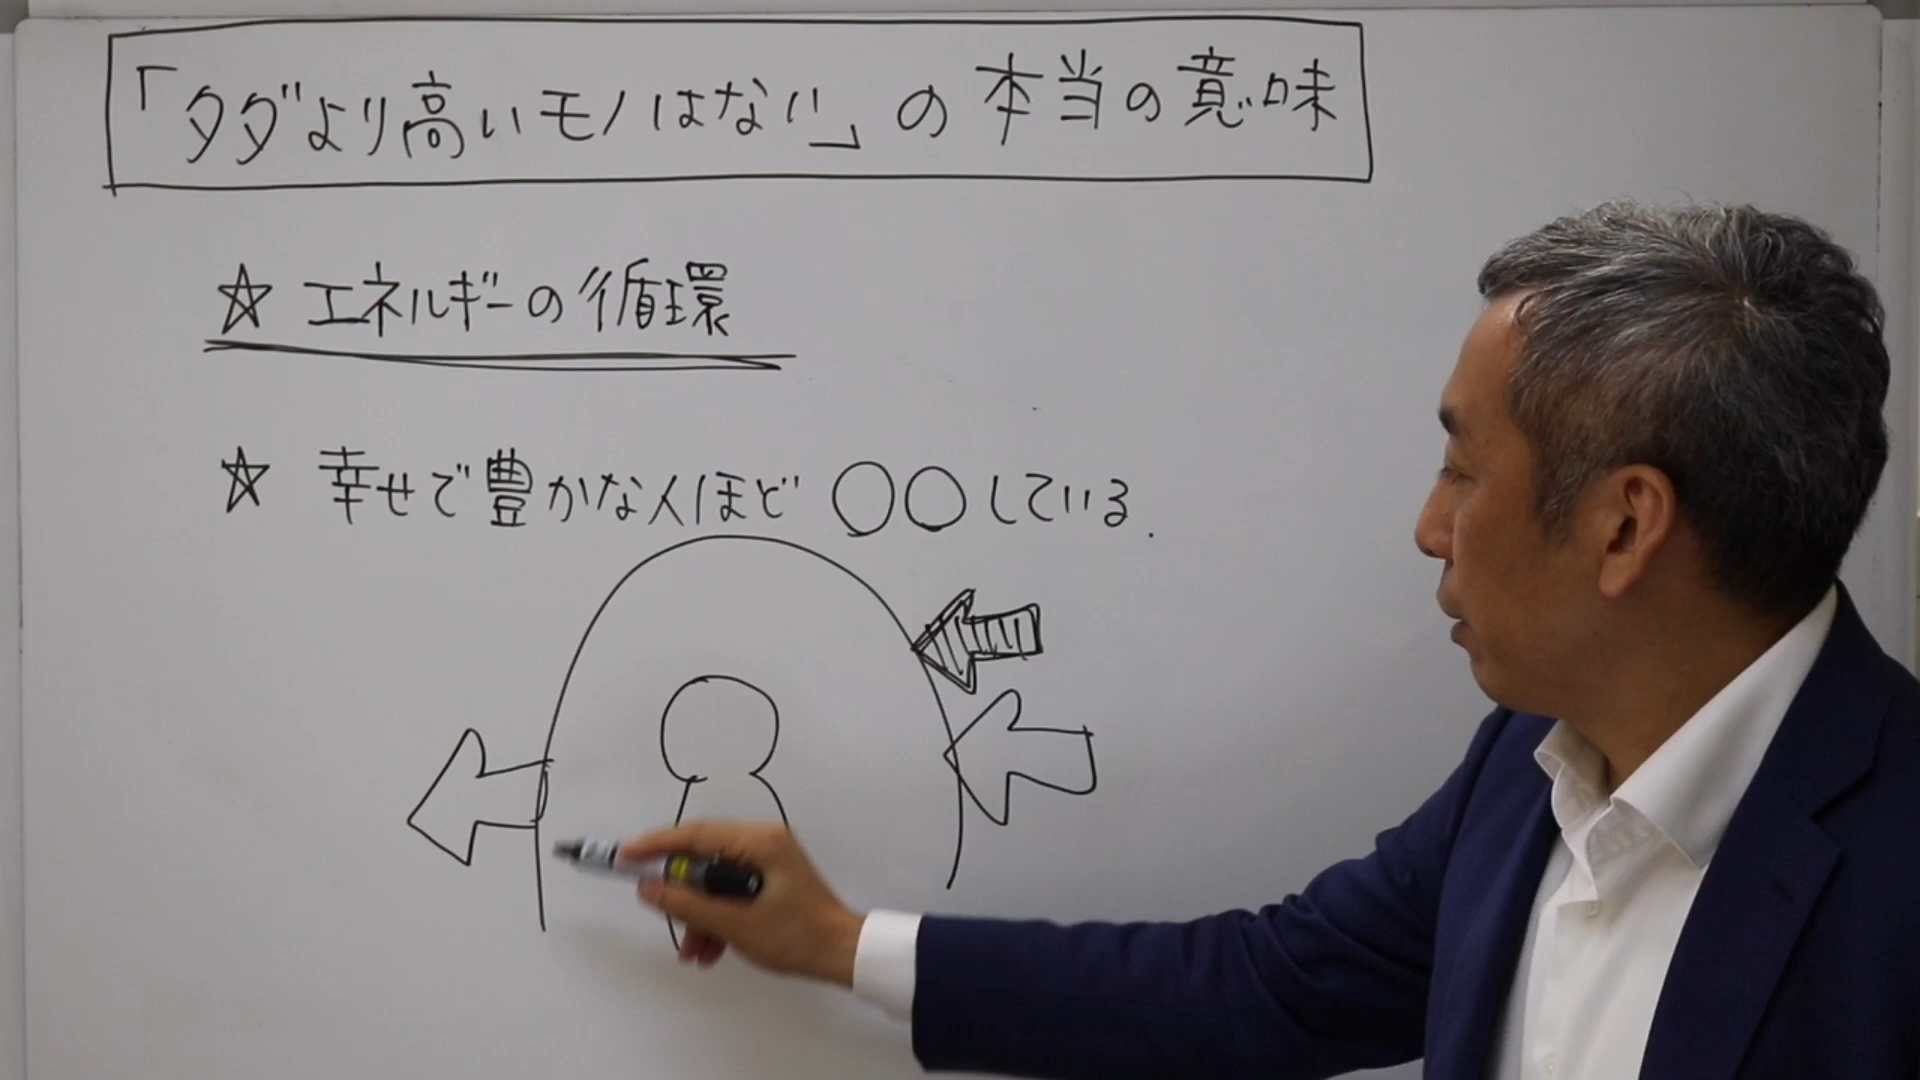 「タダより高いモノはない」の本当の意味
☆ エネルギーの循環
☆ 幸せで豊かな人ほど〇〇している.